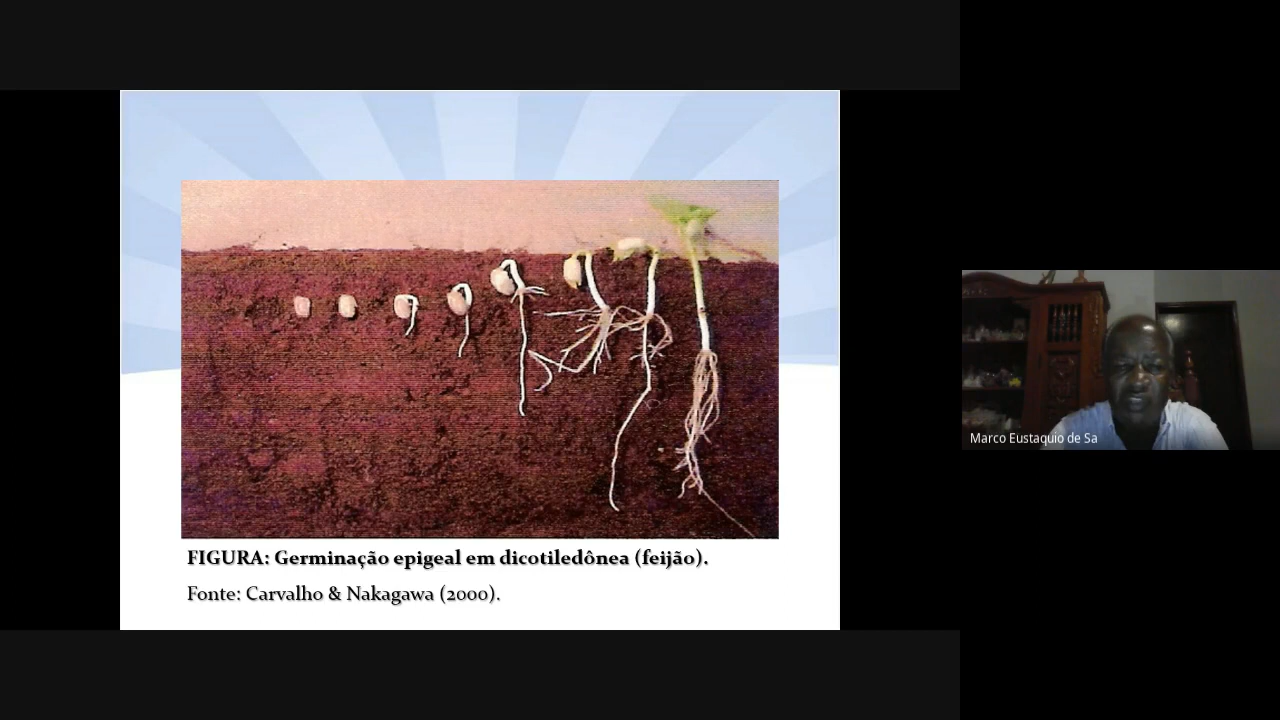 FIGURA: Germinação epigeal em dicotiledônea (feijão).
Fonte: Carvalho & Nakagawa (2000).
Marco Eustaquio de Sa